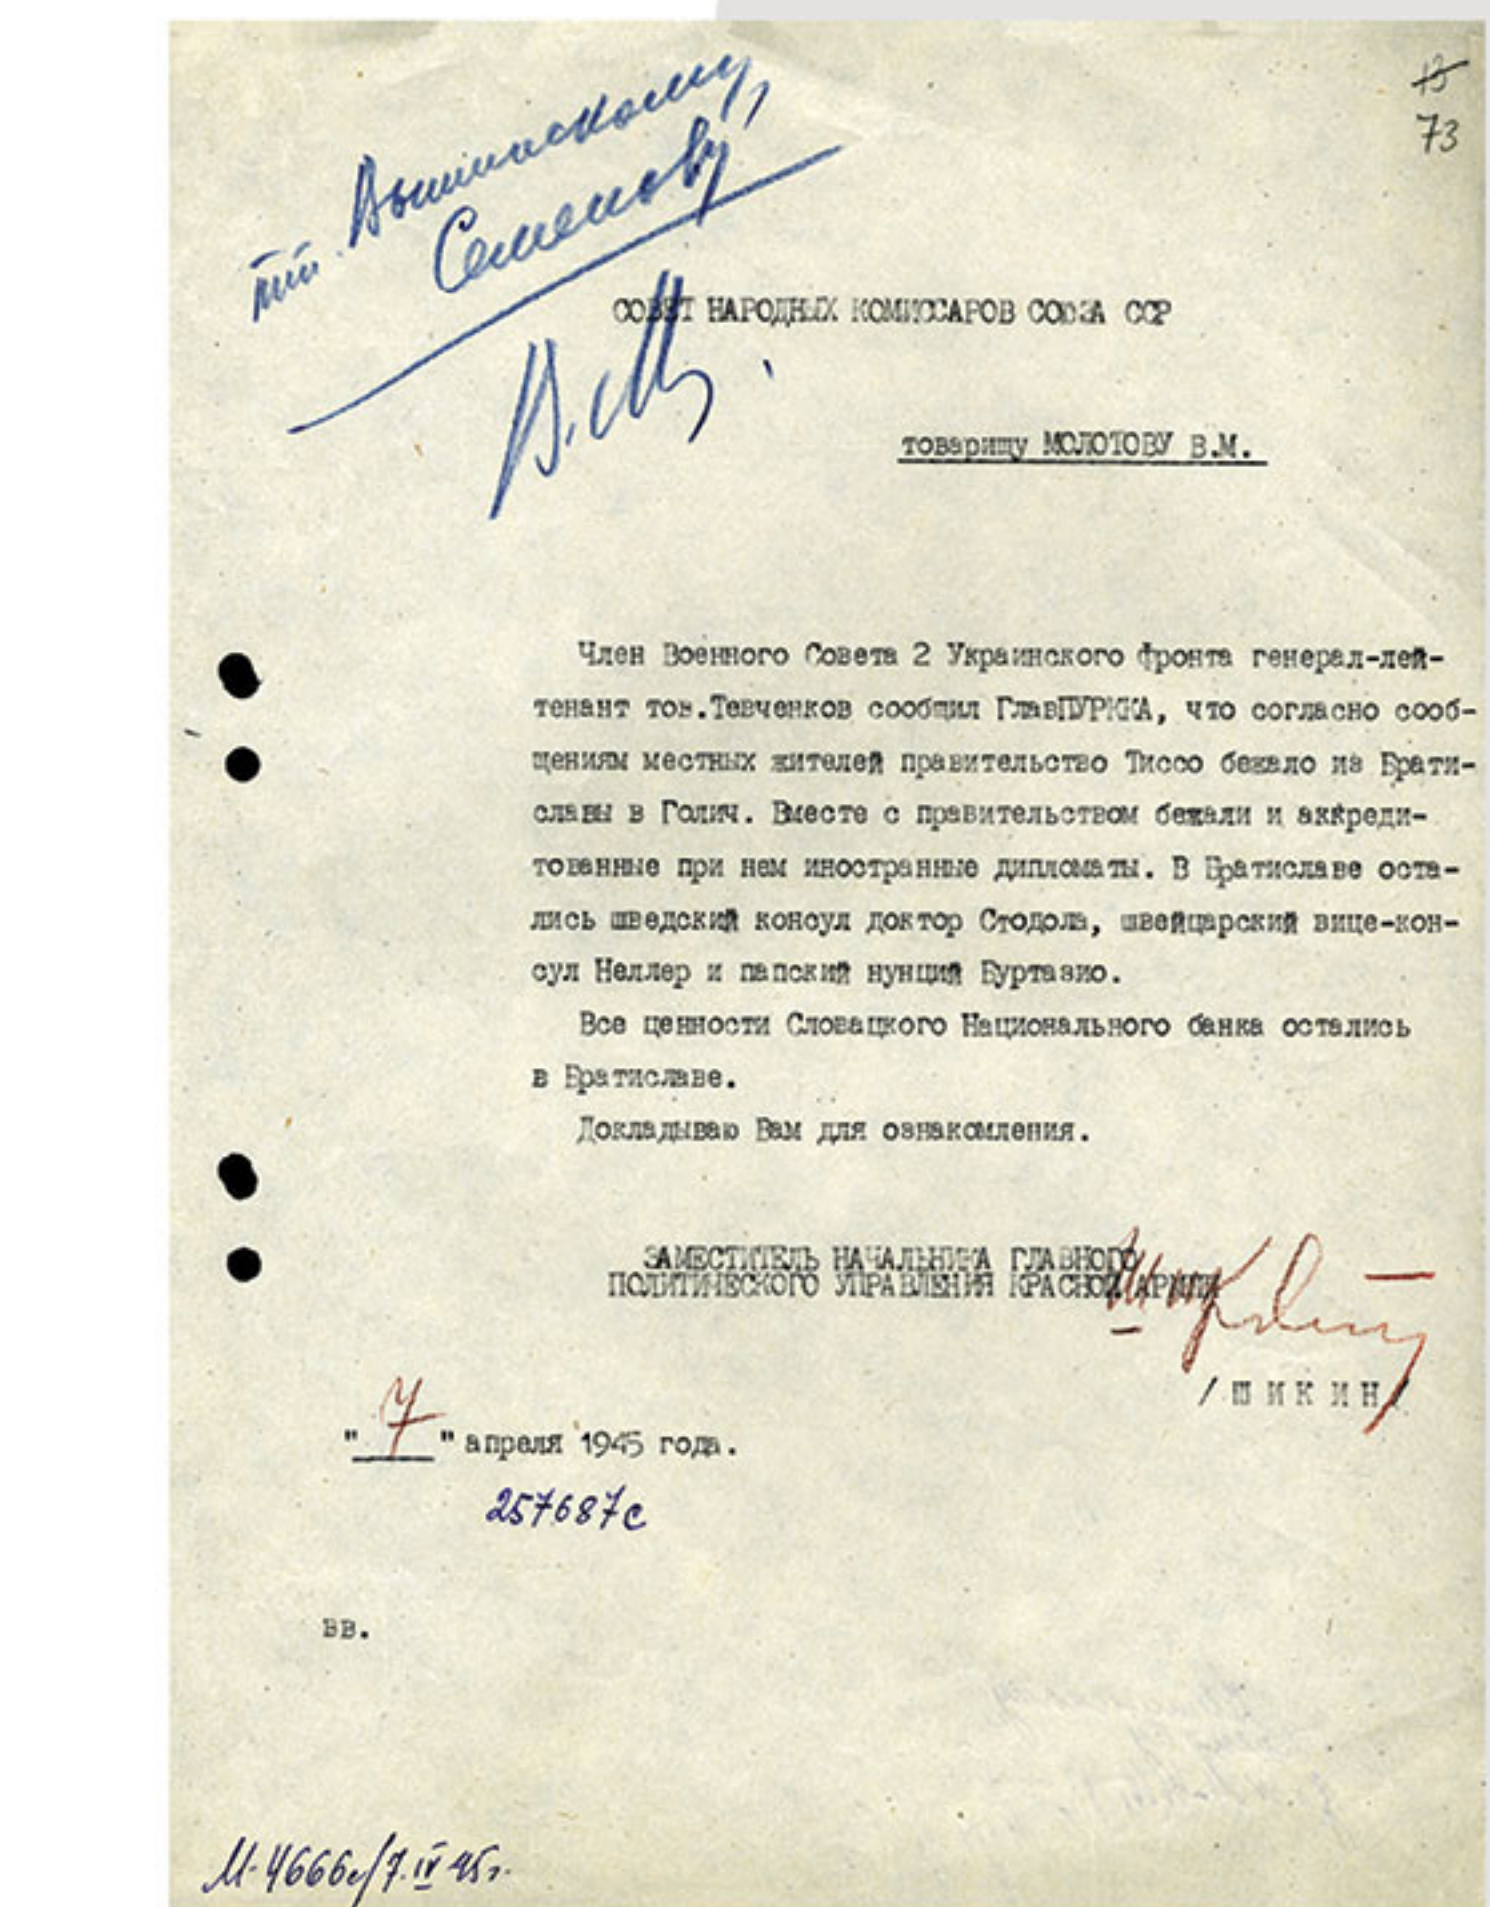 13
73
тт. Вышинскому,
Семенову
В.М.
СОВЕТ НАРОДНЫХ КОМИССАРОВ СОЮЗА ССР
товарищу МОЛОТОВУ В.М.
Член Военного Совета 2 Украинского фронта генерал-лей-
тенант тов.Тевченков сообщил ГлавПУРККА, что согласно сооб-
щениям местных жителей правительство Тиссо бежало из Брати-
славы в Голич. Вместе с правительством бежали и аккреди-
тованные при нем иностранные дипломаты. В Братиславе оста-
лись шведский консул доктор Стодола, швейцарский вице-кон-
сул Неллер и папский нунций Буртазио.
Все ценности Словацкого Национального банка остались
в Братиславе.
Докладываю Вам для ознакомления.
ЗАМЕСТИТЕЛЬ НАЧАЛЬНИКА ГЛАВНОГО
ПОЛИТИЧЕСКОГО УПРАВЛЕНИЯ КРАСНОЙ АРМИИ
Шикин
/ШИКИН/
"7" апреля 1945 года.
257687с
вв.
М-4666с/7.IV 45г.